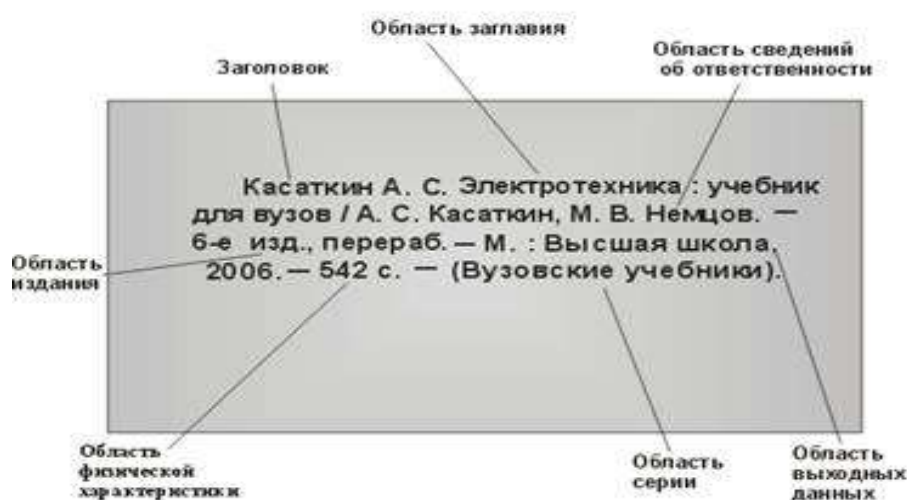 Область заглавия
Заголовок
Область сведений
об ответственности
Касаткин А. С. Электротехника : учебник
для вузов / А. С. Касаткин, М. В. Немцов. —
6-е изд., перераб. — М. : Высшая школа,
2006. — 542 с. — (Вузовские учебники).
Область
издания
Область
физической
характеристики
Область
серии
Область
выходных
данных